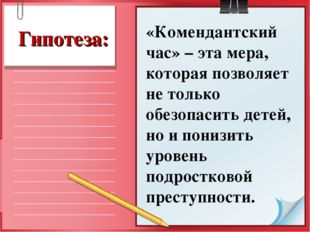 Гипотеза:
«Комендантский
час» – эта мера,
которая позволяет
не только
обезопасить детей,
но и понизить
уровень
подростковой
преступности.